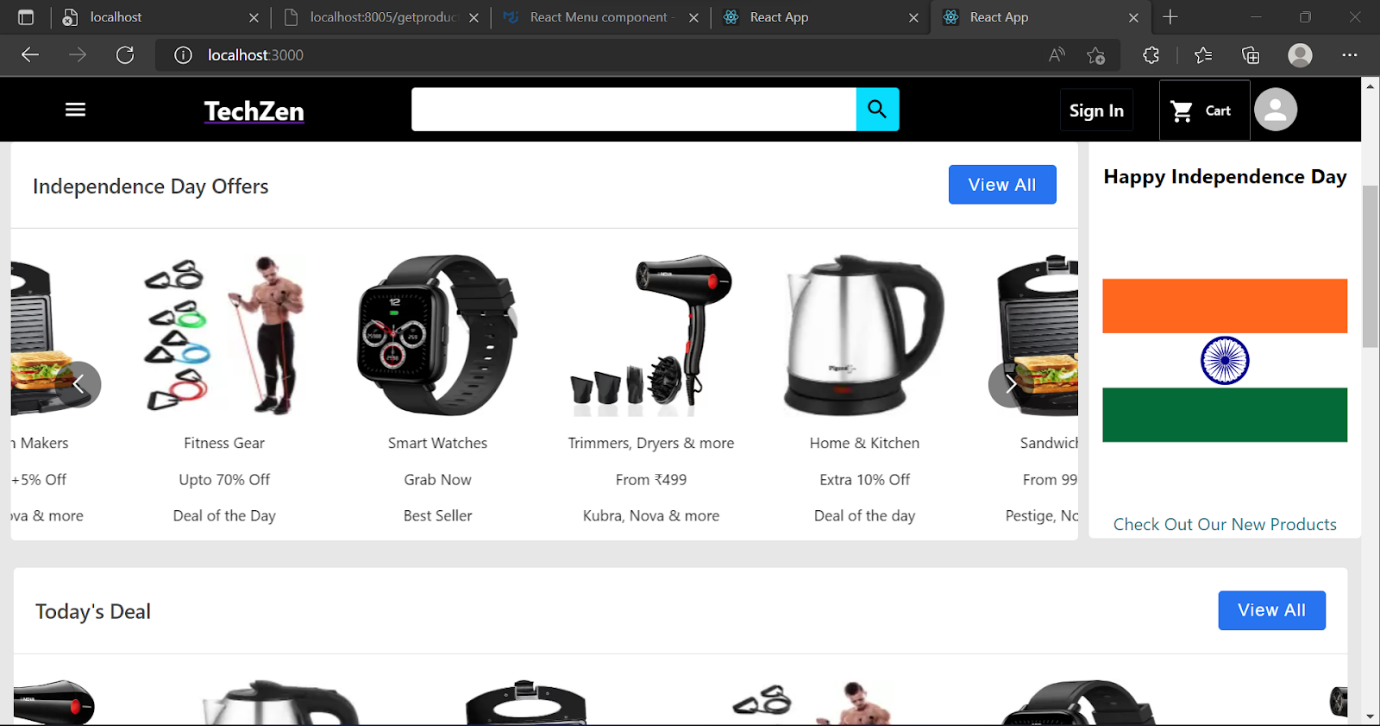 localhost
localhost:8005/getproduc
React Menu component -
React App
React App
localhost:3000
TechZen
Sign In
Cart
Independence Day Offers
View All
Happy Independence Day
n Makers
Fitness Gear
Smart Watches
Trimmers, Dryers & more
Home & Kitchen
Sandwich
+5% Off
Upto 70% Off
Grab Now
From ₹499
Extra 10% Off
From 99
ova & more
Deal of the Day
Best Seller
Kubra, Nova & more
Deal of the day
Pestige, No
Check Out Our New Products
Today's Deal
View All